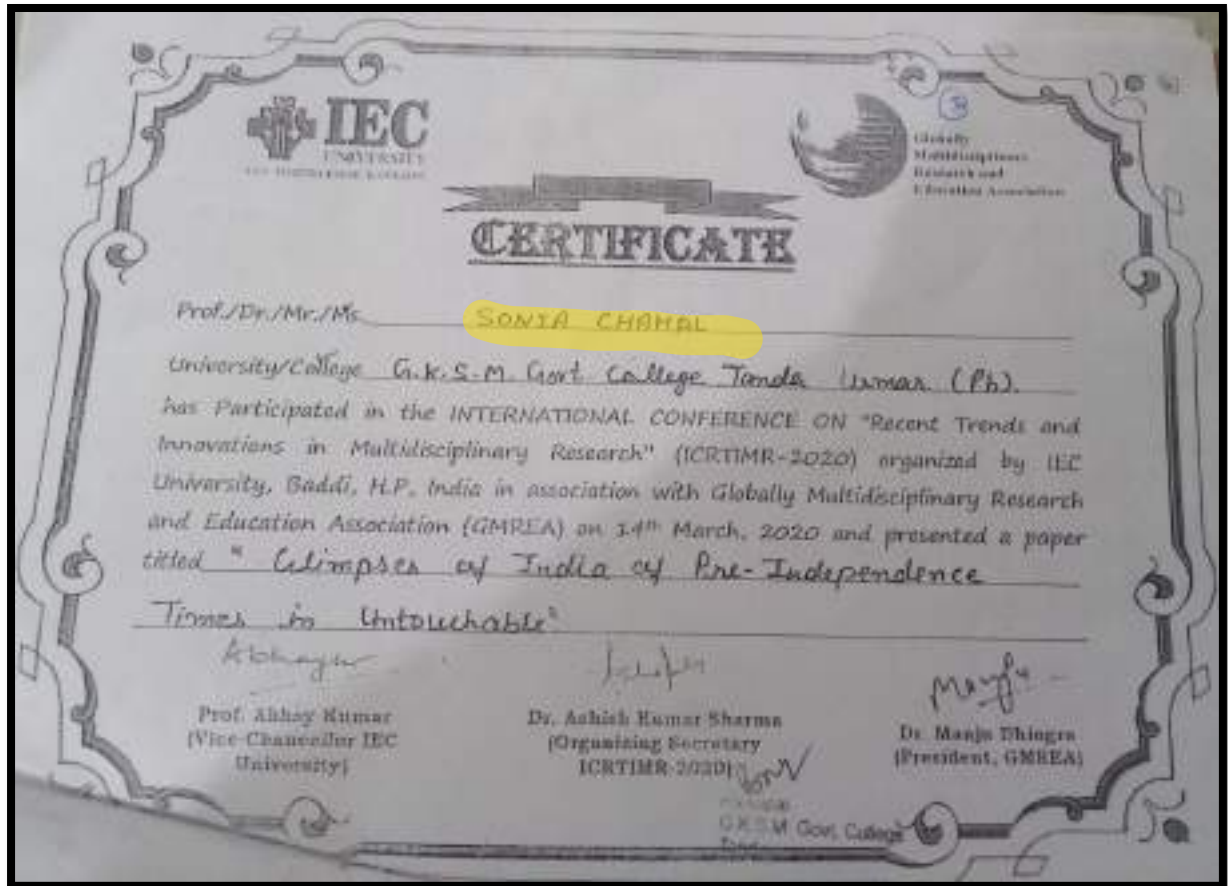 IEC
UNIVERSITY
3
Globally
Multidisciplinary
Research and
Education Association
CERTIFICATE
Prof./Dr./Mr./Ms. SONIA CHAHAL
University/College G.K.S.M. Govt College Tanda Urmar (Pb).
has Participated in the INTERNATIONAL CONFERENCE ON "Recent Trends and
Innovations in Multidisciplinary Research" (ICRTIMR-2020) organized by IEC
University, Baddi, H.P. India in association with Globally Multidisciplinary Research
and Education Association (GMREA) on 14th March, 2020 and presented a paper
titled " Glimpses of India of Pre-Independence
Times in Untouchable"
Prof. Abhay Kumar
(Vice-Chancellor IEC
University)
Dr. Ashish Kumar Sharma
(Organizing Secretary
ICRTIMR-2020)
Manju
Dr. Manju Dhingra
(President, GMREA)
G.K.S.M Govt. College